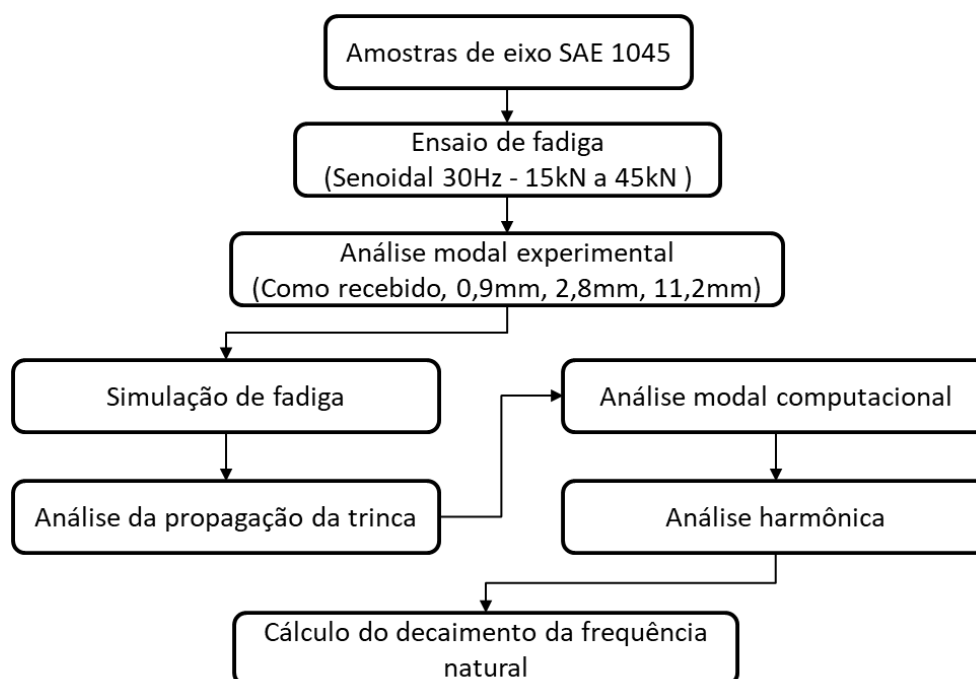 Amostras de eixo SAE 1045
Ensaio de fadiga
(Senoidal 30Hz - 15kN a 45kN )
Análise modal experimental
(Como recebido, 0,9mm, 2,8mm, 11,2mm)
Simulação de fadiga
Análise da propagação da trinca
Análise modal computacional
Análise harmônica
Cálculo do decaimento da frequência
natural